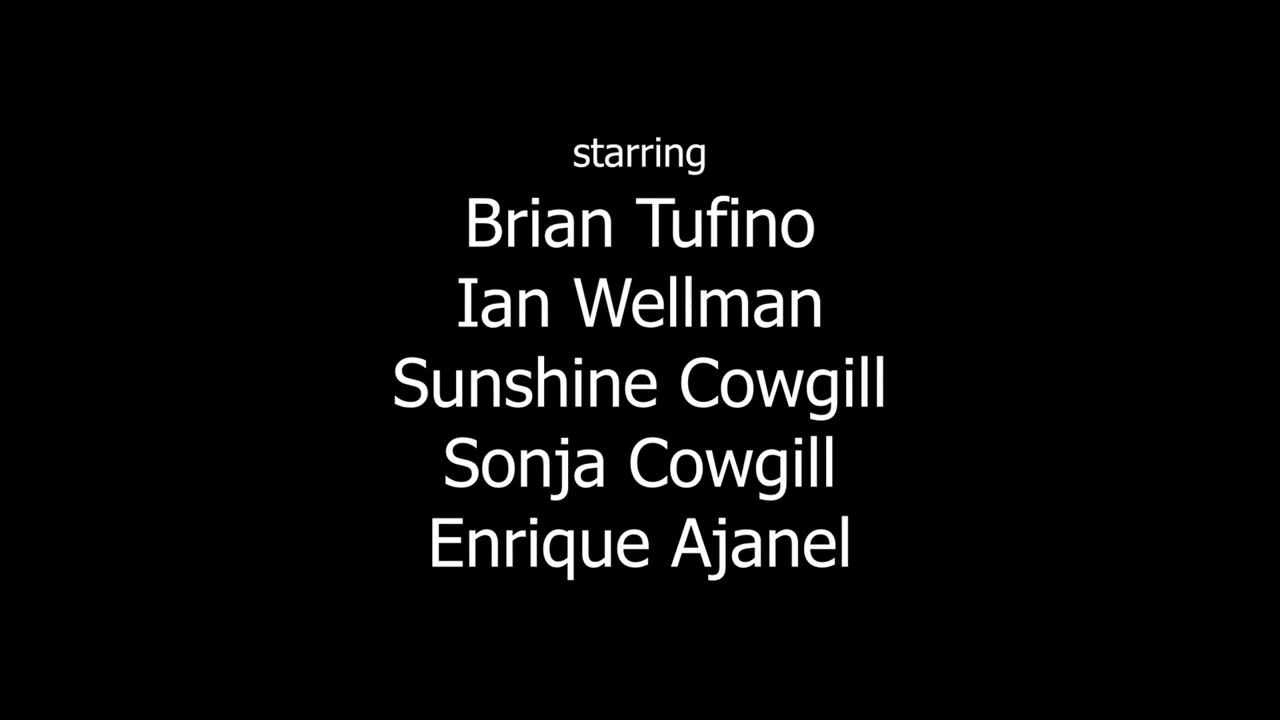 starring
Brian Tufino
Ian Wellman
Sunshine Cowgill
Sonja Cowgill
Enrique Ajanel